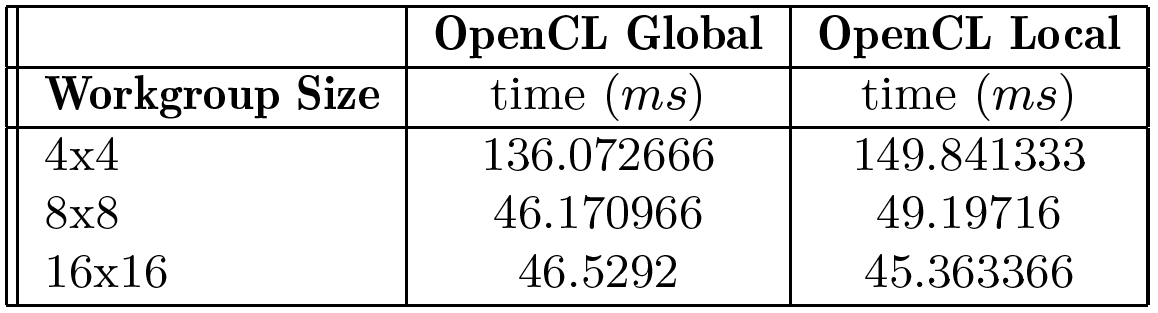 OpenCL Global OpenCL Local
Workgroup Size time (ms) time (ms)
4x4 136.072666 149.841333
8x8 46.170966 49.19716
16x16 46.5292 45.363366